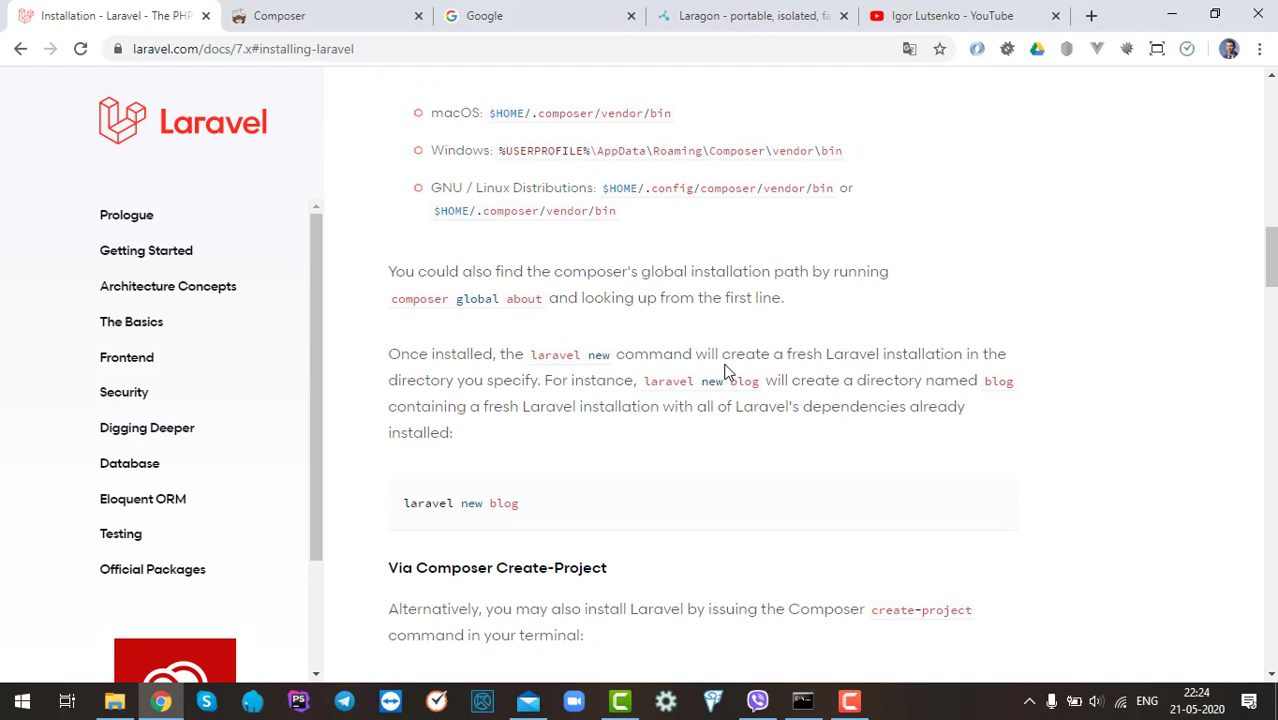 Installation - Laravel - The PHP
Composer
Google
Laragon - portable, isolated, fa
Igor Lutsenko - YouTube
laravel.com/docs/7.x#installing-laravel
Laravel
Prologue
Getting Started
Architecture Concepts
The Basics
Frontend
Security
Digging Deeper
Database
Eloquent ORM
Testing
Official Packages
macOS: $HOME/.composer/vendor/bin
Windows: %USERPROFILE%\AppData\Roaming\Composer\vendor\bin
GNU / Linux Distributions: $HOME/.config/composer/vendor/bin or
$HOME/.composer/vendor/bin
You could also find the composer's global installation path by running
composer global about and looking up from the first line.
Once installed, the laravel new command will create a fresh Laravel installation in the
directory you specify. For instance, laravel new blog will create a directory named blog
containing a fresh Laravel installation with all of Laravel's dependencies already
installed:
laravel new blog
Via Composer Create-Project
Alternatively, you may also install Laravel by issuing the Composer create-project
command in your terminal:
ENG
22:24
21-05-2020